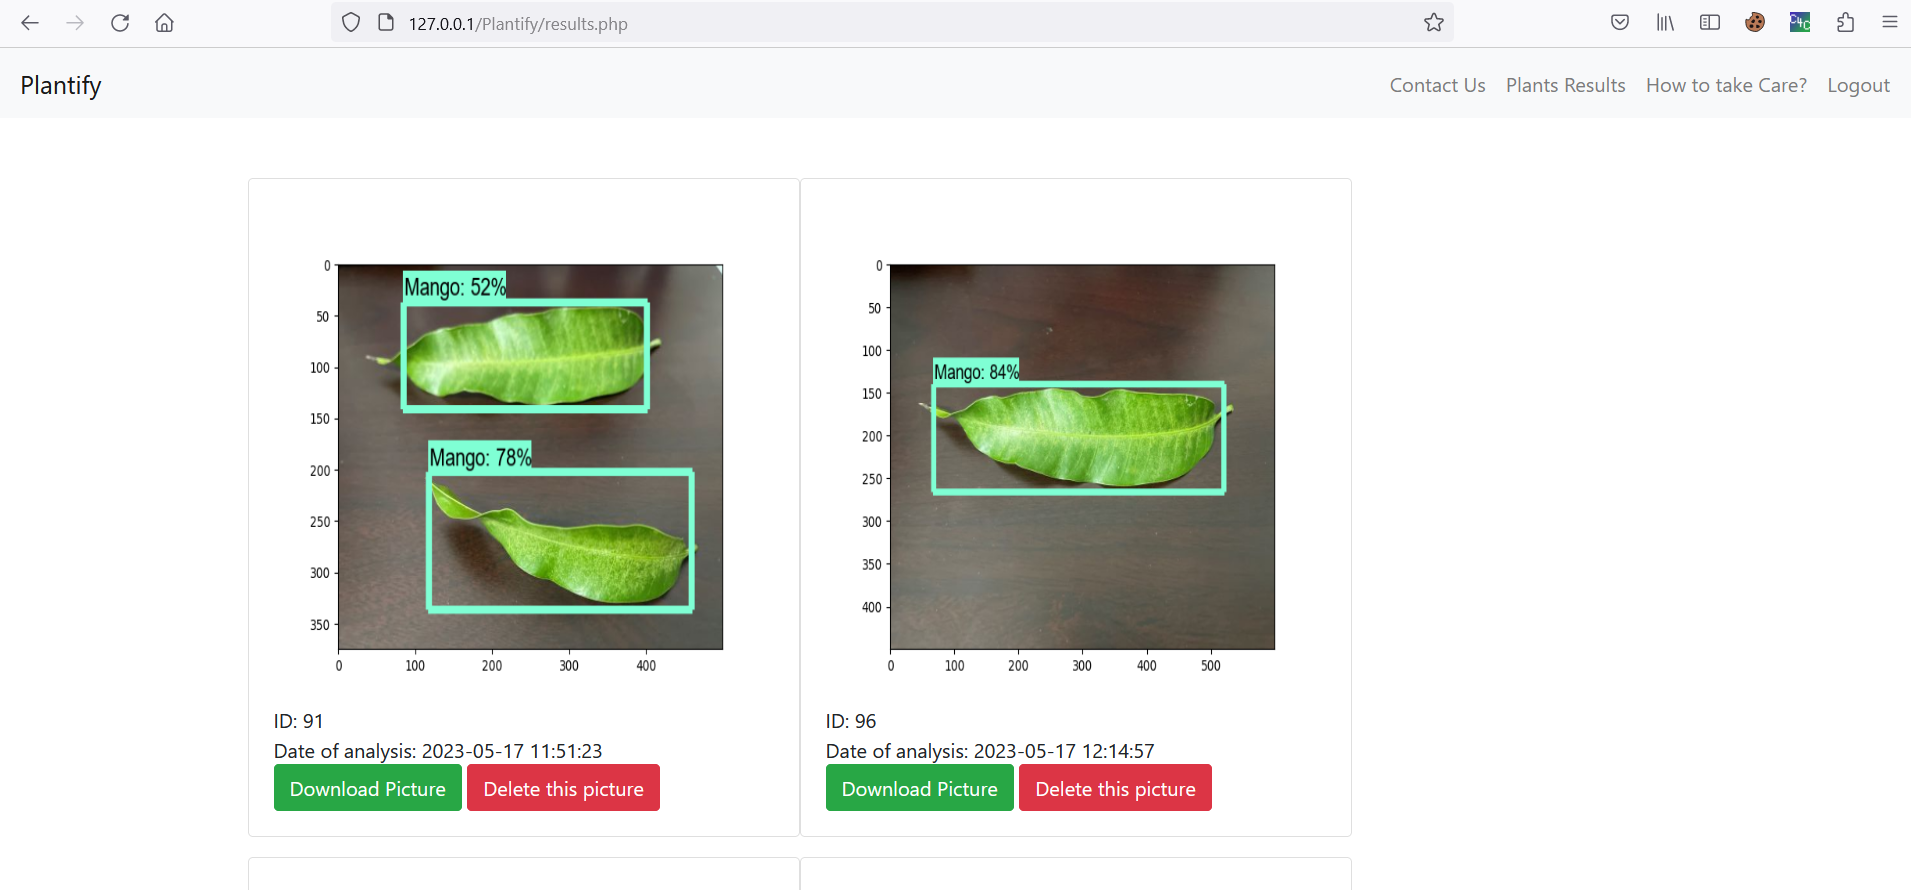 127.0.0.1/Plantify/results.php
Plantify
Contact Us Plants Results How to take Care? Logout
0
50
100
150
200
250
300
350
0 100 200 300 400
Mango: 52%
Mango: 78%
ID: 91
Date of analysis: 2023-05-17 11:51:23
Download Picture Delete this picture
0
50
100
150
200
250
300
350
400
0 100 200 300 400 500
Mango: 84%
ID: 96
Date of analysis: 2023-05-17 12:14:57
Download Picture Delete this picture